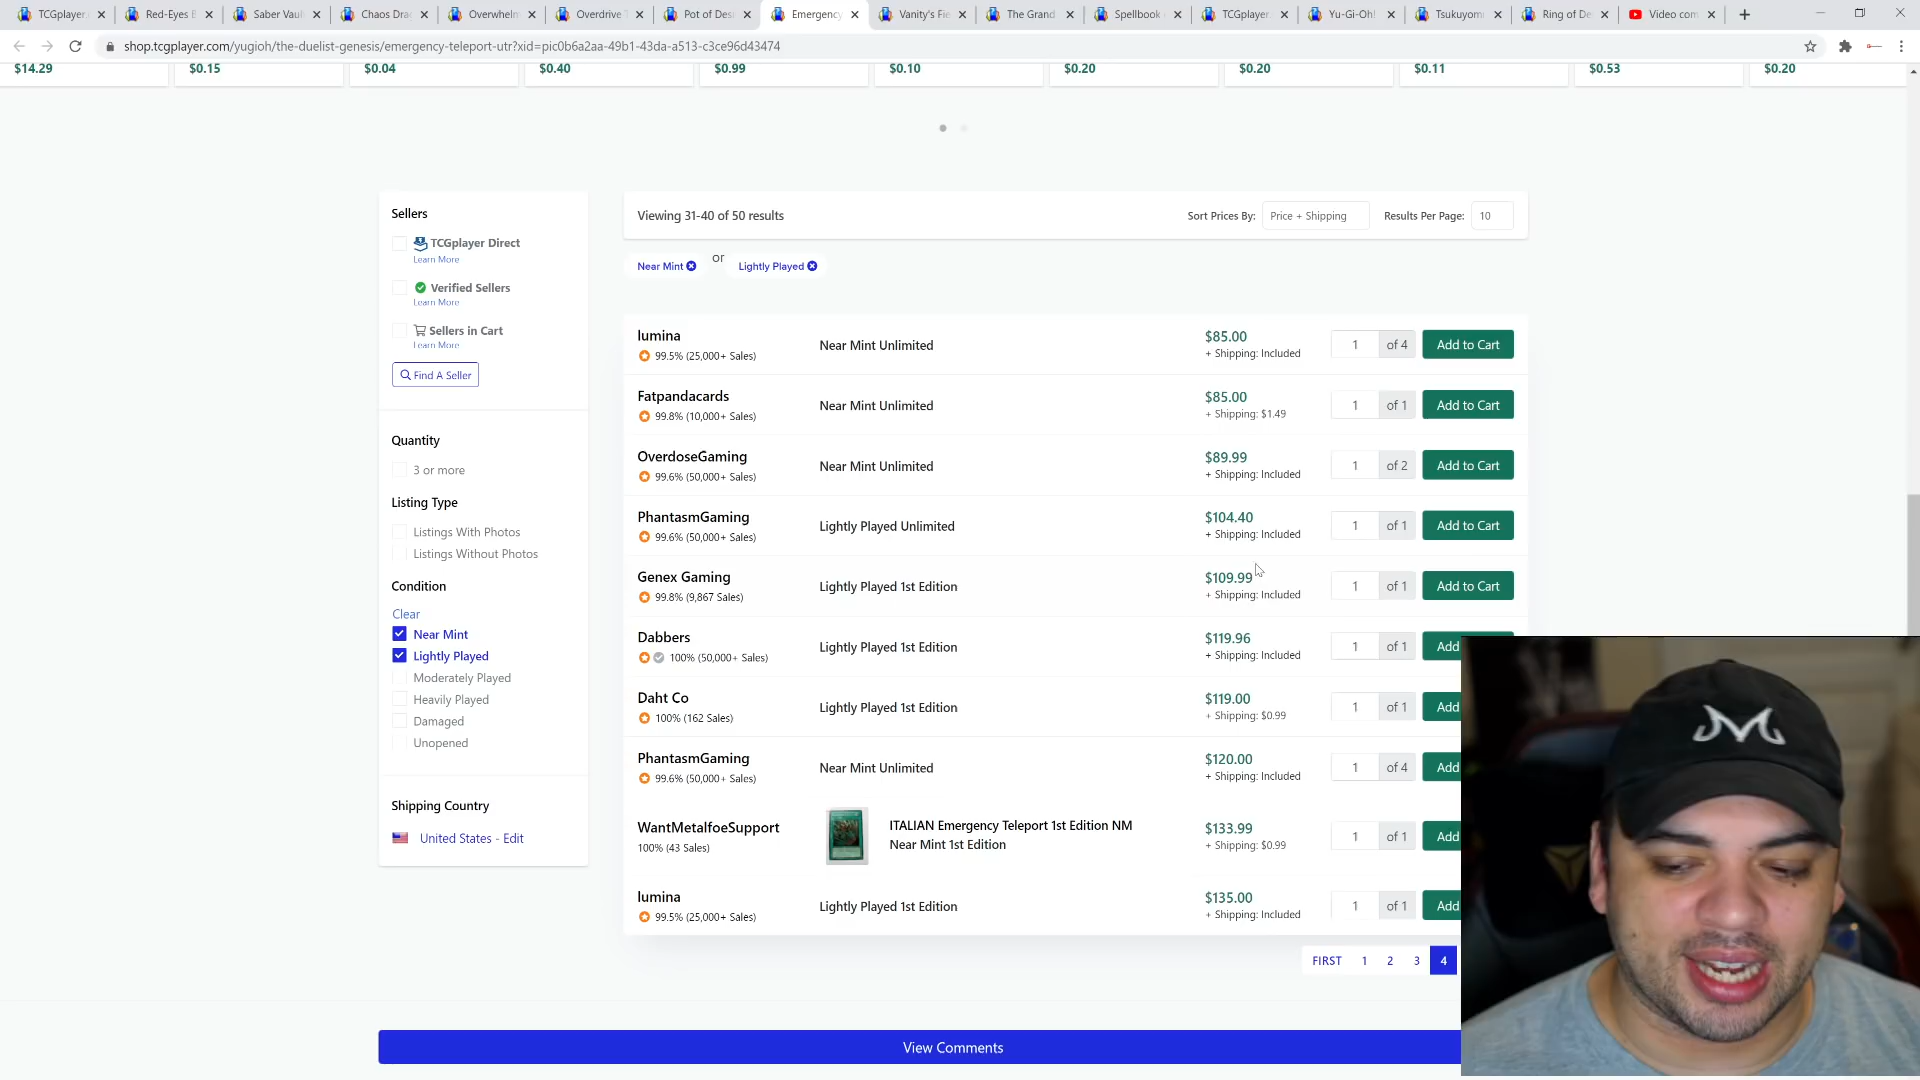 TCGplayer.
Red-Eyes B
Saber Vaul
Chaos Dra
Overwhelm
Overdrive T
Pot of Des
Emergency
Vanity's Fie
The Grand
Spellbook
TCGplayer.
Yu-Gi-Oh!
Tsukuyomi
Ring of De
Video com
shop.tcgplayer.com/yugioh/the-duelist-genesis/emergency-teleport-utr?xid=pic0b6a2aa-49b1-43da-a513-c3ce96d43474
$14.29 $0.15 $0.04 $0.40 $0.99 $0.10 $0.20 $0.20 $0.11 $0.53 $0.20
Sellers
TCGplayer Direct
Learn More
Verified Sellers
Learn More
Sellers in Cart
Learn More
Find A Seller
Quantity
3 or more
Listing Type
Listings With Photos
Listings Without Photos
Condition
Clear
Near Mint
Lightly Played
Moderately Played
Heavily Played
Damaged
Unopened
Shipping Country
United States - Edit
Viewing 31-40 of 50 results
Sort Prices By: Price + Shipping Results Per Page: 10
Near Mint or Lightly Played
lumina
99.5% (25,000+ Sales)
Near Mint Unlimited
$85.00
+ Shipping: Included
1 of 4 Add to Cart
Fatpandacards
99.8% (10,000+ Sales)
Near Mint Unlimited
$85.00
+ Shipping: $1.49
1 of 1 Add to Cart
OverdoseGaming
99.6% (50,000+ Sales)
Near Mint Unlimited
$89.99
+ Shipping: Included
1 of 2 Add to Cart
PhantasmGaming
99.6% (50,000+ Sales)
Lightly Played Unlimited
$104.40
+ Shipping: Included
1 of 1 Add to Cart
Genex Gaming
99.8% (9,867 Sales)
Lightly Played 1st Edition
$109.99
+ Shipping: Included
1 of 1 Add to Cart
Dabbers
100% (50,000+ Sales)
Lightly Played 1st Edition
$119.96
+ Shipping: Included
1 of 1 Add
Daht Co
100% (162 Sales)
Lightly Played 1st Edition
$119.00
+ Shipping: $0.99
1 of 1 Add
PhantasmGaming
99.6% (50,000+ Sales)
Near Mint Unlimited
$120.00
+ Shipping: Included
1 of 4 Add
WantMetalfoeSupport
100% (43 Sales)
ITALIAN Emergency Teleport 1st Edition NM
Near Mint 1st Edition
$133.99
+ Shipping: $0.99
1 of 1 Add
lumina
99.5% (25,000+ Sales)
Lightly Played 1st Edition
$135.00
+ Shipping: Included
1 of 1 Add
FIRST 1 2 3 4
View Comments